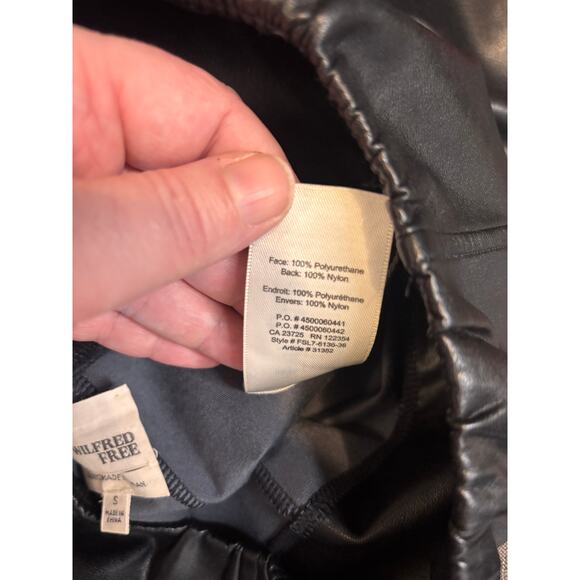 Face: 100% Polyurethane
Back: 100% Nylon
Endroit: 100% Polyuréthane
Envers: 100% Nylon
P.O. # 4500060441
P.O. # 4500060442
CA 23725 RN 122354
Style # FSL7-6130-36
Article # 31352
WILFRED
FREE
S
MADE IN
CHINA